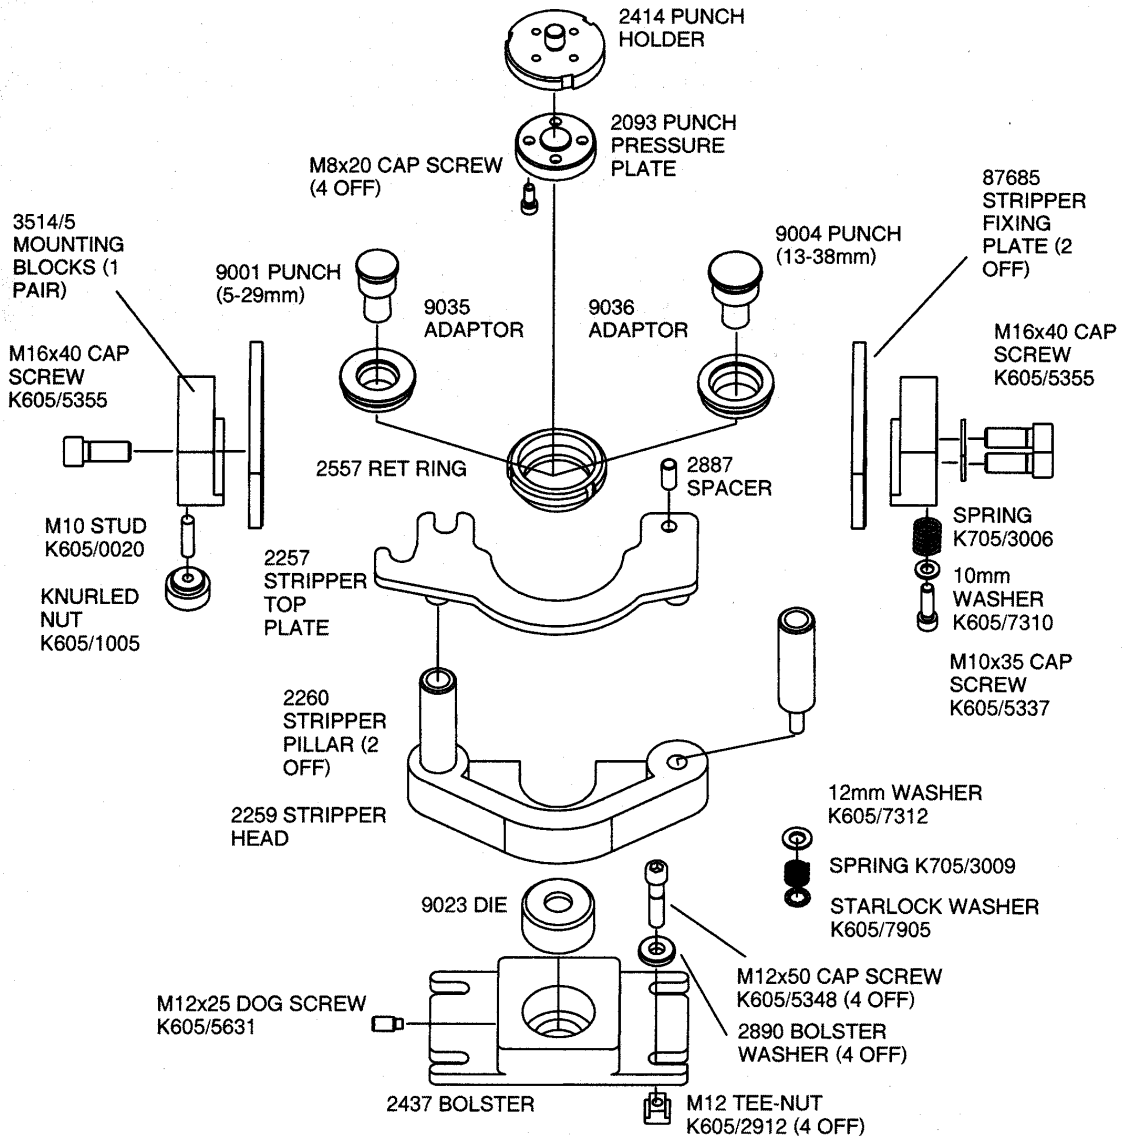 2414 PUNCH
HOLDER
2093 PUNCH
PRESSURE
PLATE
M8x20 CAP SCREW
(4 OFF)
87685
STRIPPER
FIXING
PLATE (2
OFF)
3514/5
MOUNTING
BLOCKS (1
PAIR)
9001 PUNCH
(5-29mm)
9004 PUNCH
(13-38mm)
9035
ADAPTOR
9036
ADAPTOR
M16x40 CAP
SCREW
K605/5355
M16x40 CAP
SCREW
K605/5355
2557 RET RING
2887
SPACER
M10 STUD
K605/0020
SPRING
K705/3006
KNURLED
NUT
K605/1005
2257
STRIPPER
TOP
PLATE
10mm
WASHER
K605/7310
M10x35 CAP
SCREW
K605/5337
2260
STRIPPER
PILLAR (2
OFF)
2259 STRIPPER
HEAD
12mm WASHER
K605/7312
SPRING K705/3009
STARLOCK WASHER
K605/7905
9023 DIE
M12x50 CAP SCREW
K605/5348 (4 OFF)
M12x25 DOG SCREW
K605/5631
2890 BOLSTER
WASHER (4 OFF)
2437 BOLSTER
M12 TEE-NUT
K605/2912 (4 OFF)